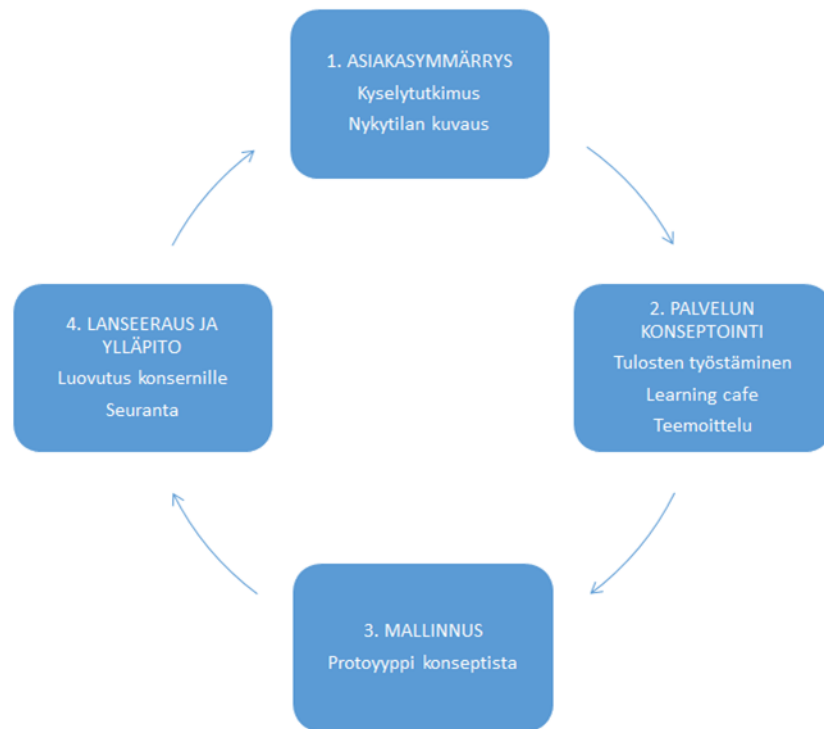 1. ASIAKASYMMÄRRYS
Kyselytutkimus
Nykytilan kuvaus
2. PALVELUN
KONSEPTOINTI
Tulosten työstäminen
Learning cafe
Teemoittelu
3. MALLINNUS
Protoyyppi konseptista
4. LANSEERAUS JA
YLLÄPITO
Luovutus konsernille
Seuranta